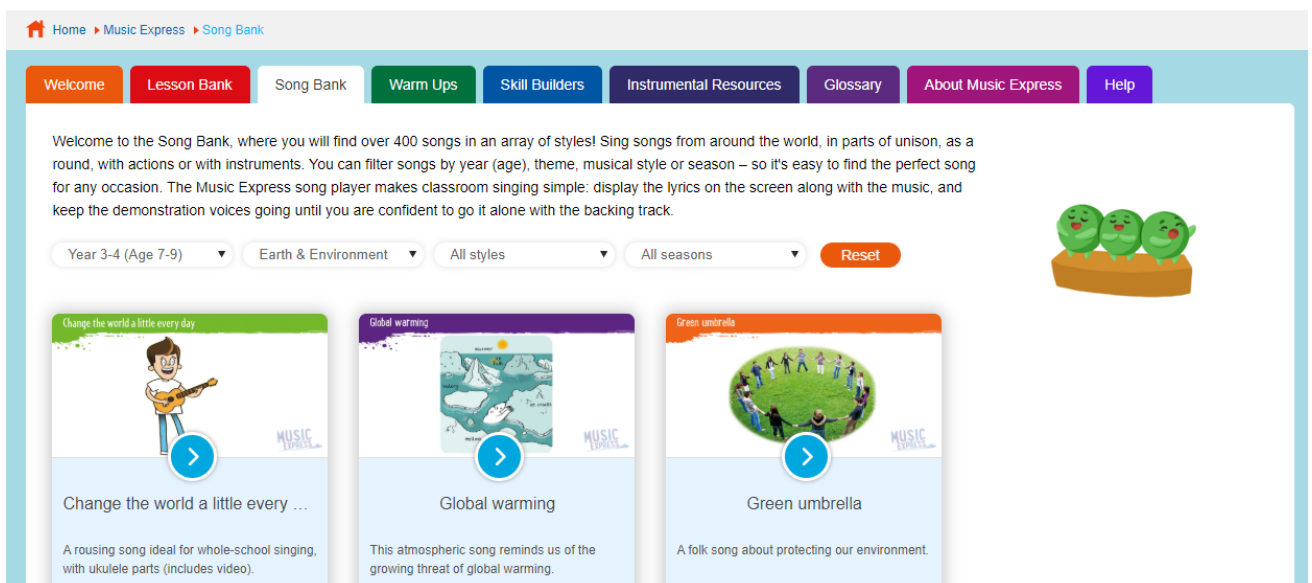 Home Music Express Song Bank
Welcome Lesson Bank Song Bank Warm Ups Skill Builders Instrumental Resources Glossary About Music Express Help
Welcome to the Song Bank, where you will find over 400 songs in an array of styles! Sing songs from around the world, in parts of unison, as a
round, with actions or with instruments. You can filter songs by year (age), theme, musical style or season – so it's easy to find the perfect song
for any occasion. The Music Express song player makes classroom singing simple: display the lyrics on the screen along with the music, and
keep the demonstration voices going until you are confident to go it alone with the backing track.
Year 3-4 (Age 7-9) Earth & Environment All styles All seasons Reset
Change the world a little every day
MUSIC
EXPRESS
Change the world a little every ...
A rousing song ideal for whole-school singing,
with ukulele parts (includes video).
Global warming
MUSIC
EXPRESS
Global warming
This atmospheric song reminds us of the
growing threat of global warming.
Green umbrella
MUSIC
EXPRESS
Green umbrella
A folk song about protecting our environment.